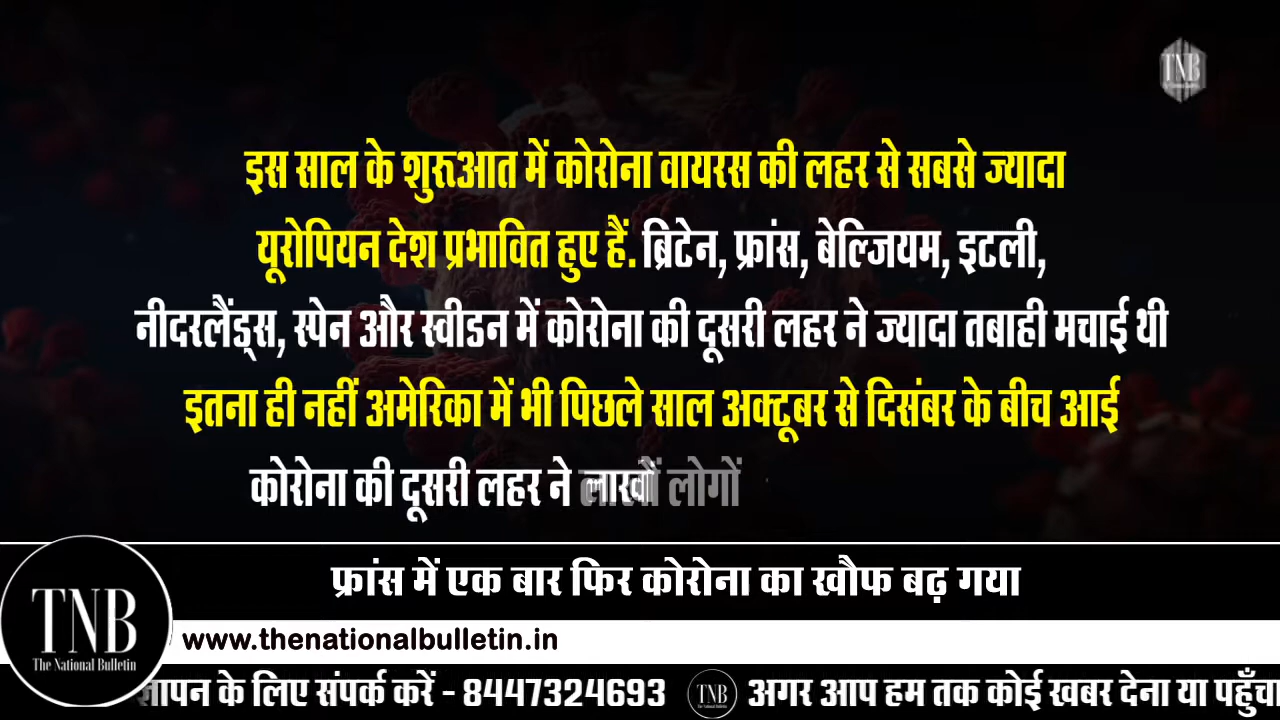 TNB
इस साल के शुरूआत में कोरोना वायरस की लहर से सबसे ज्यादा
यूरोपियन देश प्रभावित हुए हैं. ब्रिटेन, फ्रांस, बेल्जियम, इटली,
नीदरलैंड्स, स्पेन और स्वीडन में कोरोना की दूसरी लहर ने ज्यादा तबाही मचाई थी
इतना ही नहीं अमेरिका में भी पिछले साल अक्टूबर से दिसंबर के बीच आई
कोरोना की दूसरी लहर ने लाखों लोगों
फ्रांस में एक बार फिर कोरोना का खौफ बढ़ गया
TNB
The National Bulletin
www.thenationalbulletin.in
ज्ञापन के लिए संपर्क करें - 8447324693 TNB अगर आप हम तक कोई खबर देना या पहुँचा